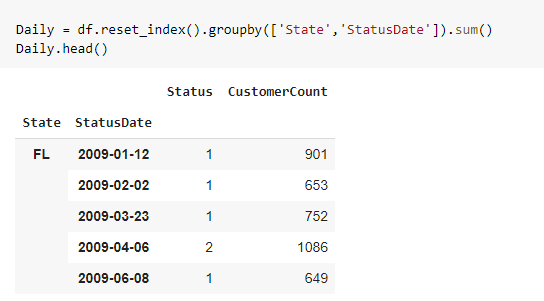 Daily = df.reset_index().groupby(['State','StatusDate']).sum()
Daily.head()
Status CustomerCount
State StatusDate
FL 2009-01-12 1 901
2009-02-02 1 653
2009-03-23 1 752
2009-04-06 2 1086
2009-06-08 1 649